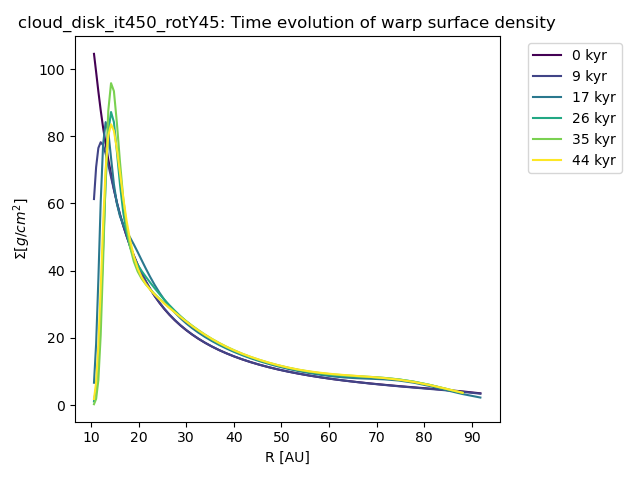 cloud_disk_it450_rotY45: Time evolution of warp surface density
100
80
60
40
20
0
Σ[g/cm²]
10 20 30 40 50 60 70 80 90
R [AU]
0 kyr
9 kyr
17 kyr
26 kyr
35 kyr
44 kyr